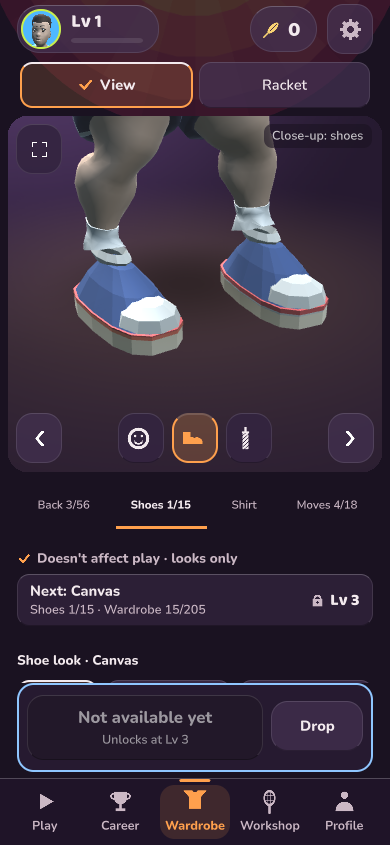 Lv 1
0
View
Racket
Close-up: shoes
Back 3/56
Shoes 1/15
Shirt
Moves 4/18
Doesn't affect play · looks only
Next: Canvas
Shoes 1/15 · Wardrobe 15/205
Lv 3
Shoe look · Canvas
Not available yet
Unlocks at Lv 3
Drop
Play
Career
Wardrobe
Workshop
Profile